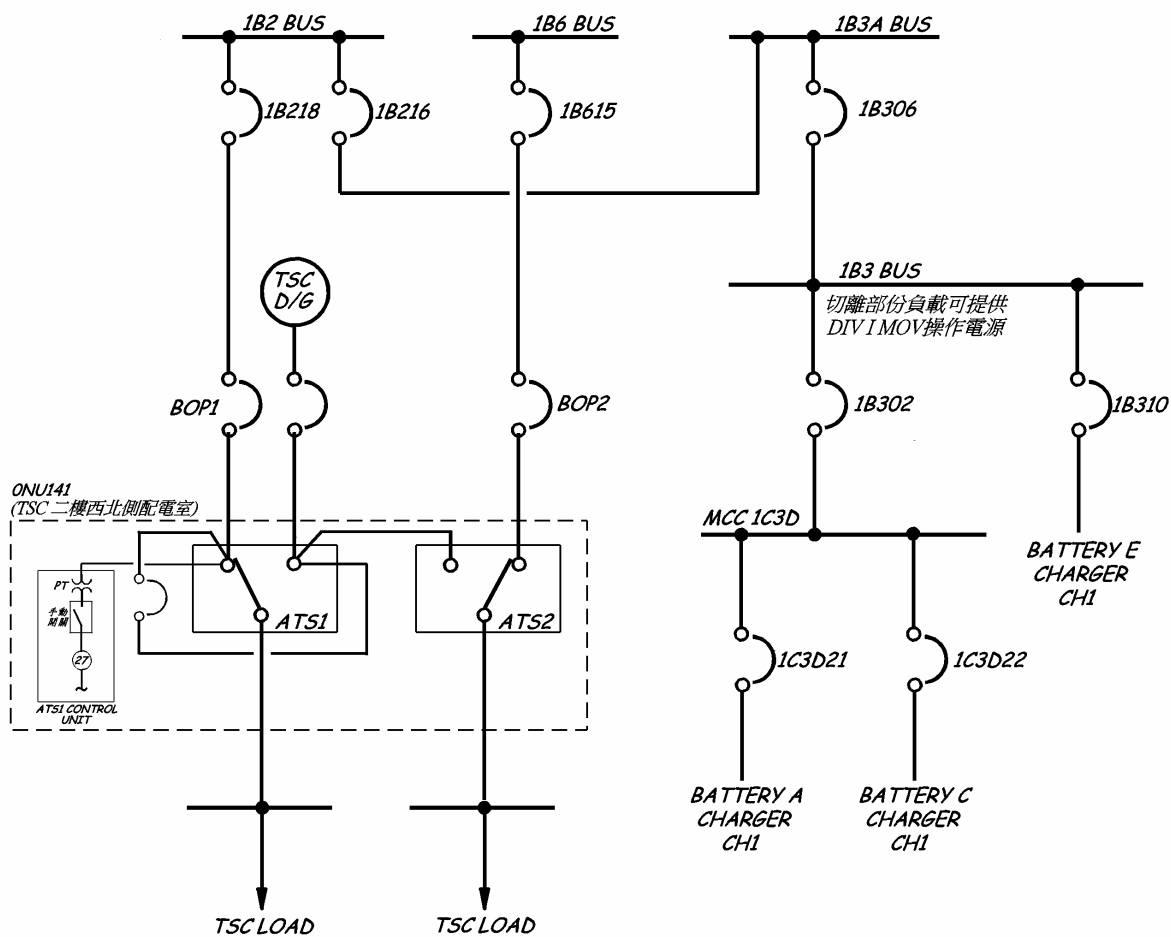 1B2 BUS
1B6 BUS
1B3A BUS
1B218
1B216
1B615
1B306
TSC
D/G
1B3 BUS
切離部份負載可提供
DIV I MOV操作電源
BOP1
BOP2
1B302
1B310
0NU141
(TSC 二樓西北側配電室)
MCC 1C3D
BATTERY E
CHARGER
CH1
PT
手動
開關
27
ATS1 CONTROL
UNIT
ATS1
ATS2
1C3D21
1C3D22
BATTERY A
CHARGER
CH1
BATTERY C
CHARGER
CH1
TSC LOAD
TSC LOAD